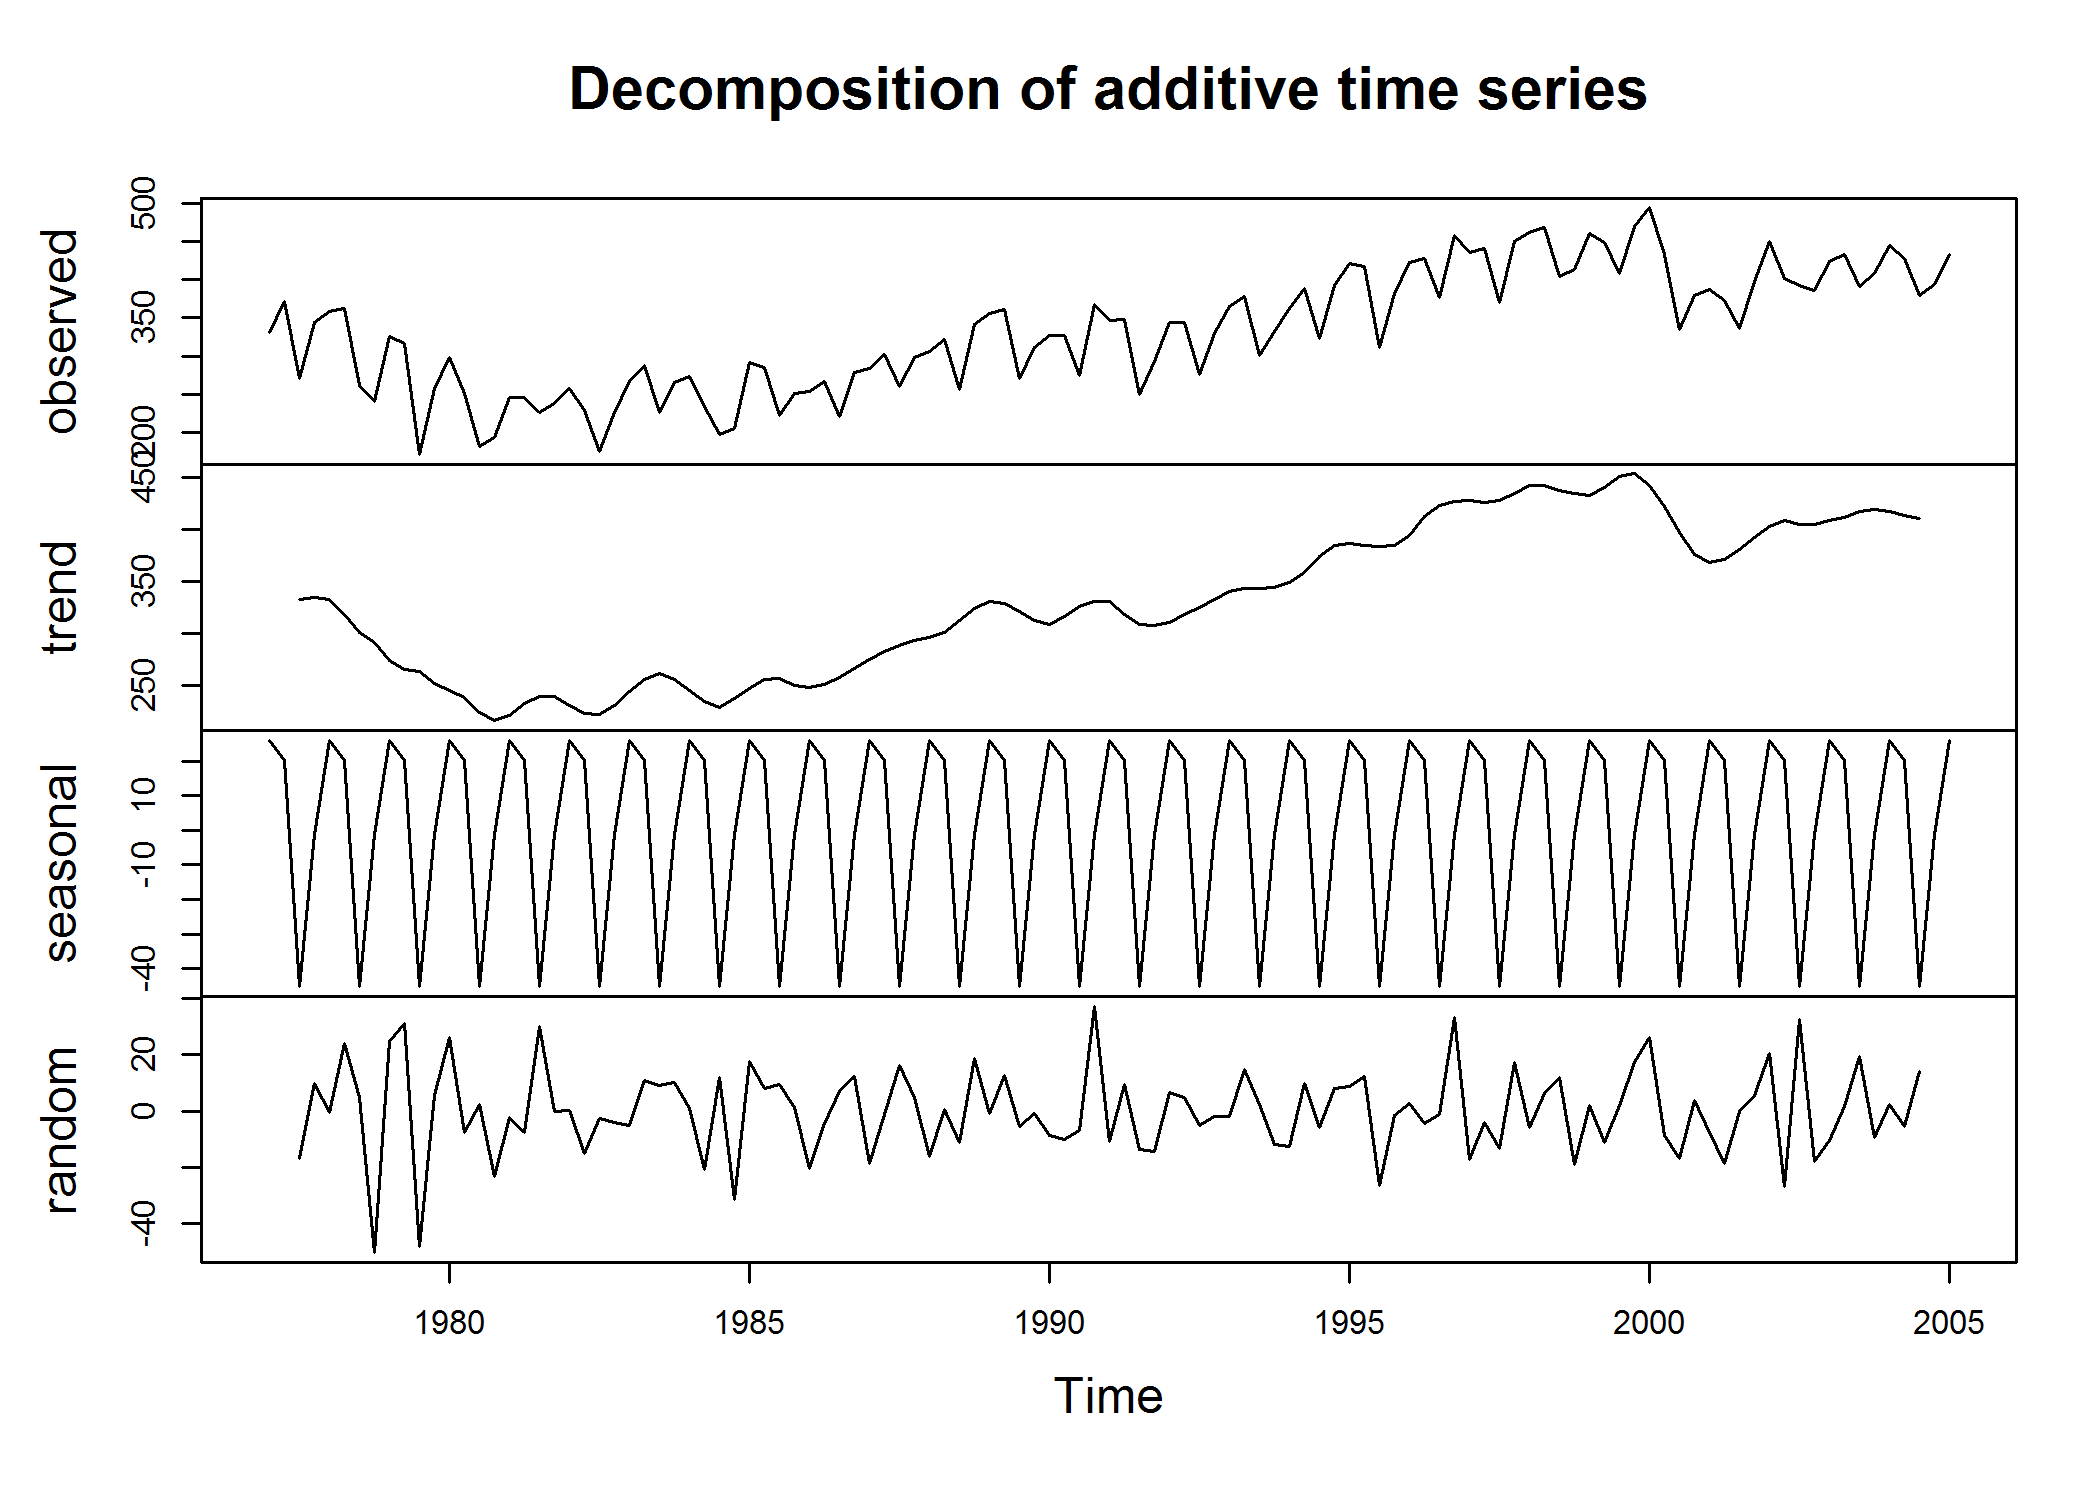 Decomposition of additive time series
observed
200 350 500
trend
250 350 450
seasonal
-40 -10 10
random
-40 0 20
1980 1985 1990 1995 2000 2005
Time